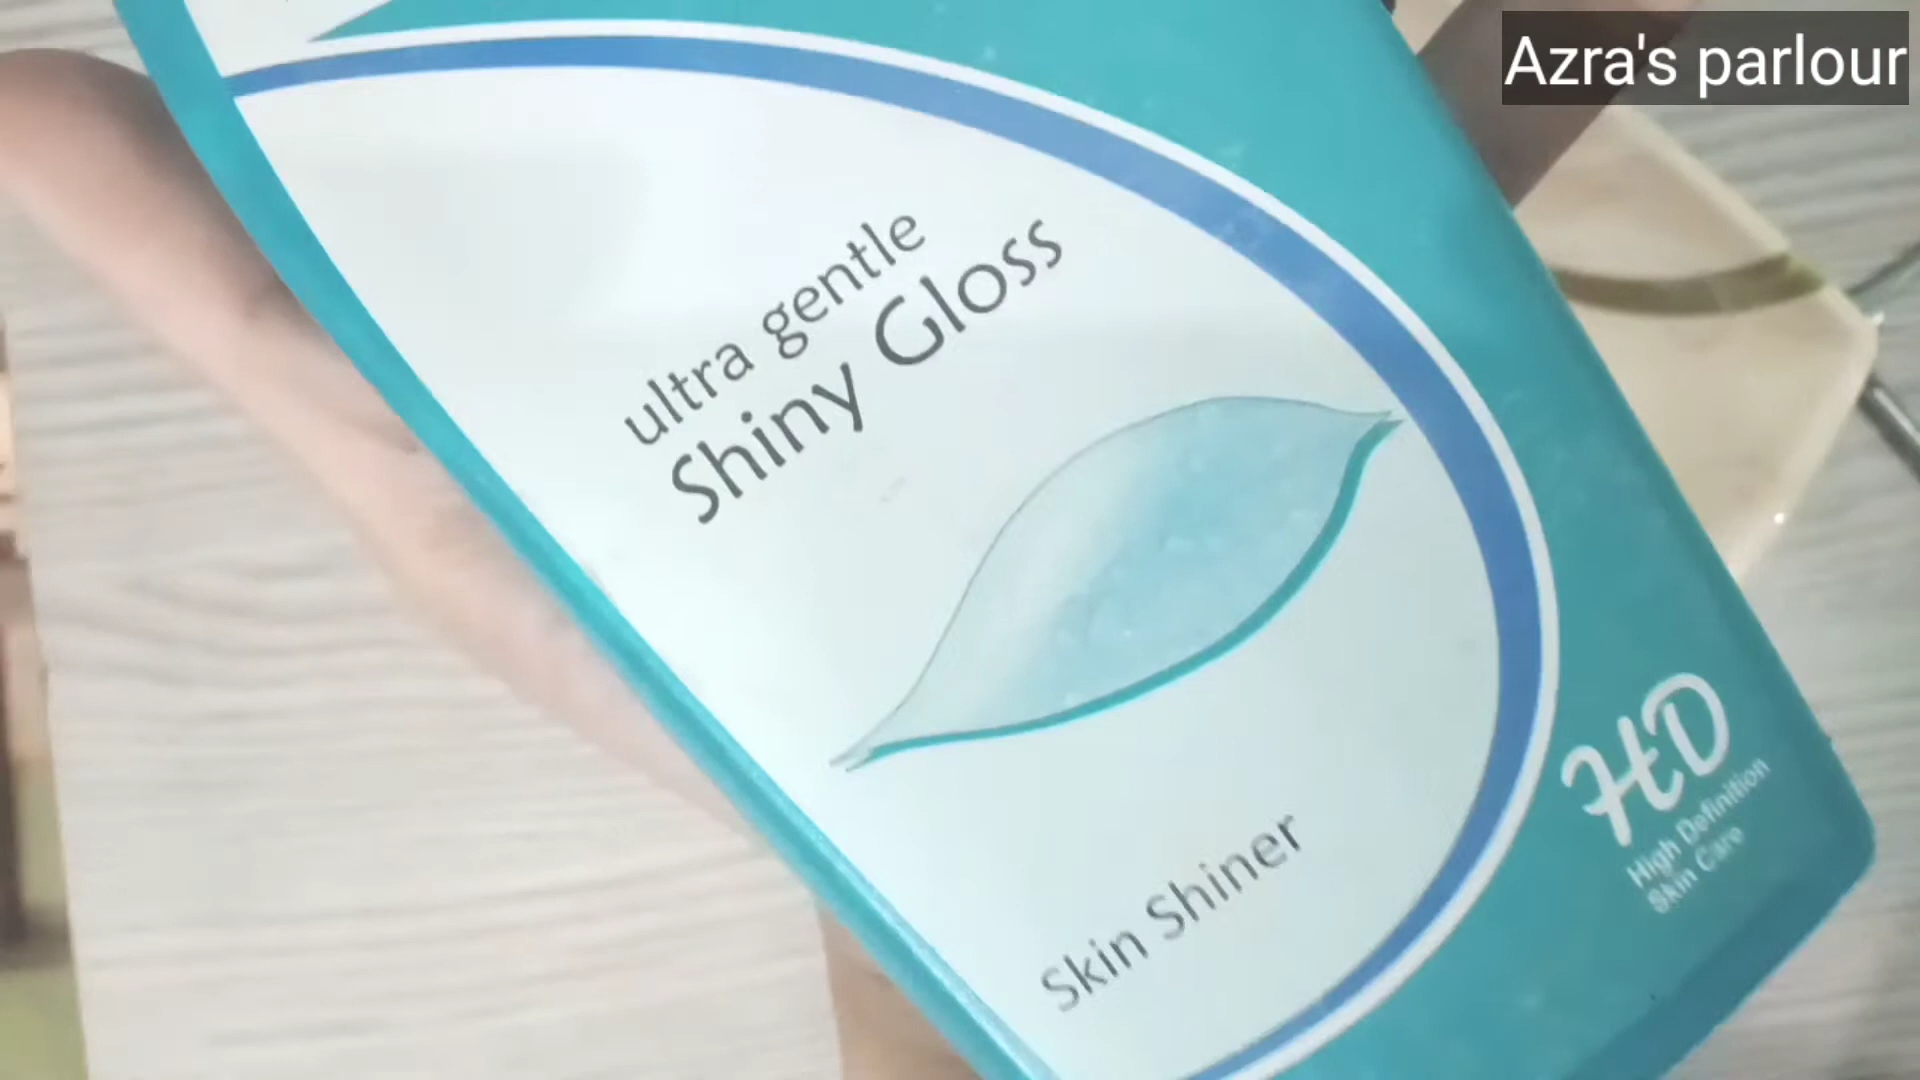 Azra's parlour
ultra gentle
Shiny Gloss
Skin Shiner
HD
High Definition
Skin Care